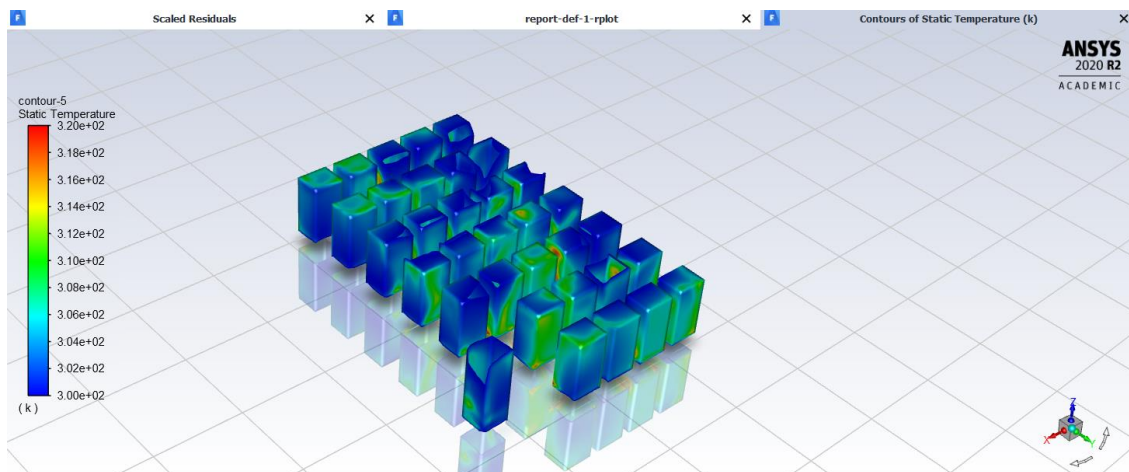 Scaled Residuals
report-def-1-rplot
Contours of Static Temperature (k)
ANSYS
2020 R2
ACADEMIC
contour-5
Static Temperature
3.20e+02
3.18e+02
3.16e+02
3.14e+02
3.12e+02
3.10e+02
3.08e+02
3.06e+02
3.04e+02
3.02e+02
3.00e+02
(k)
Z
X
Y